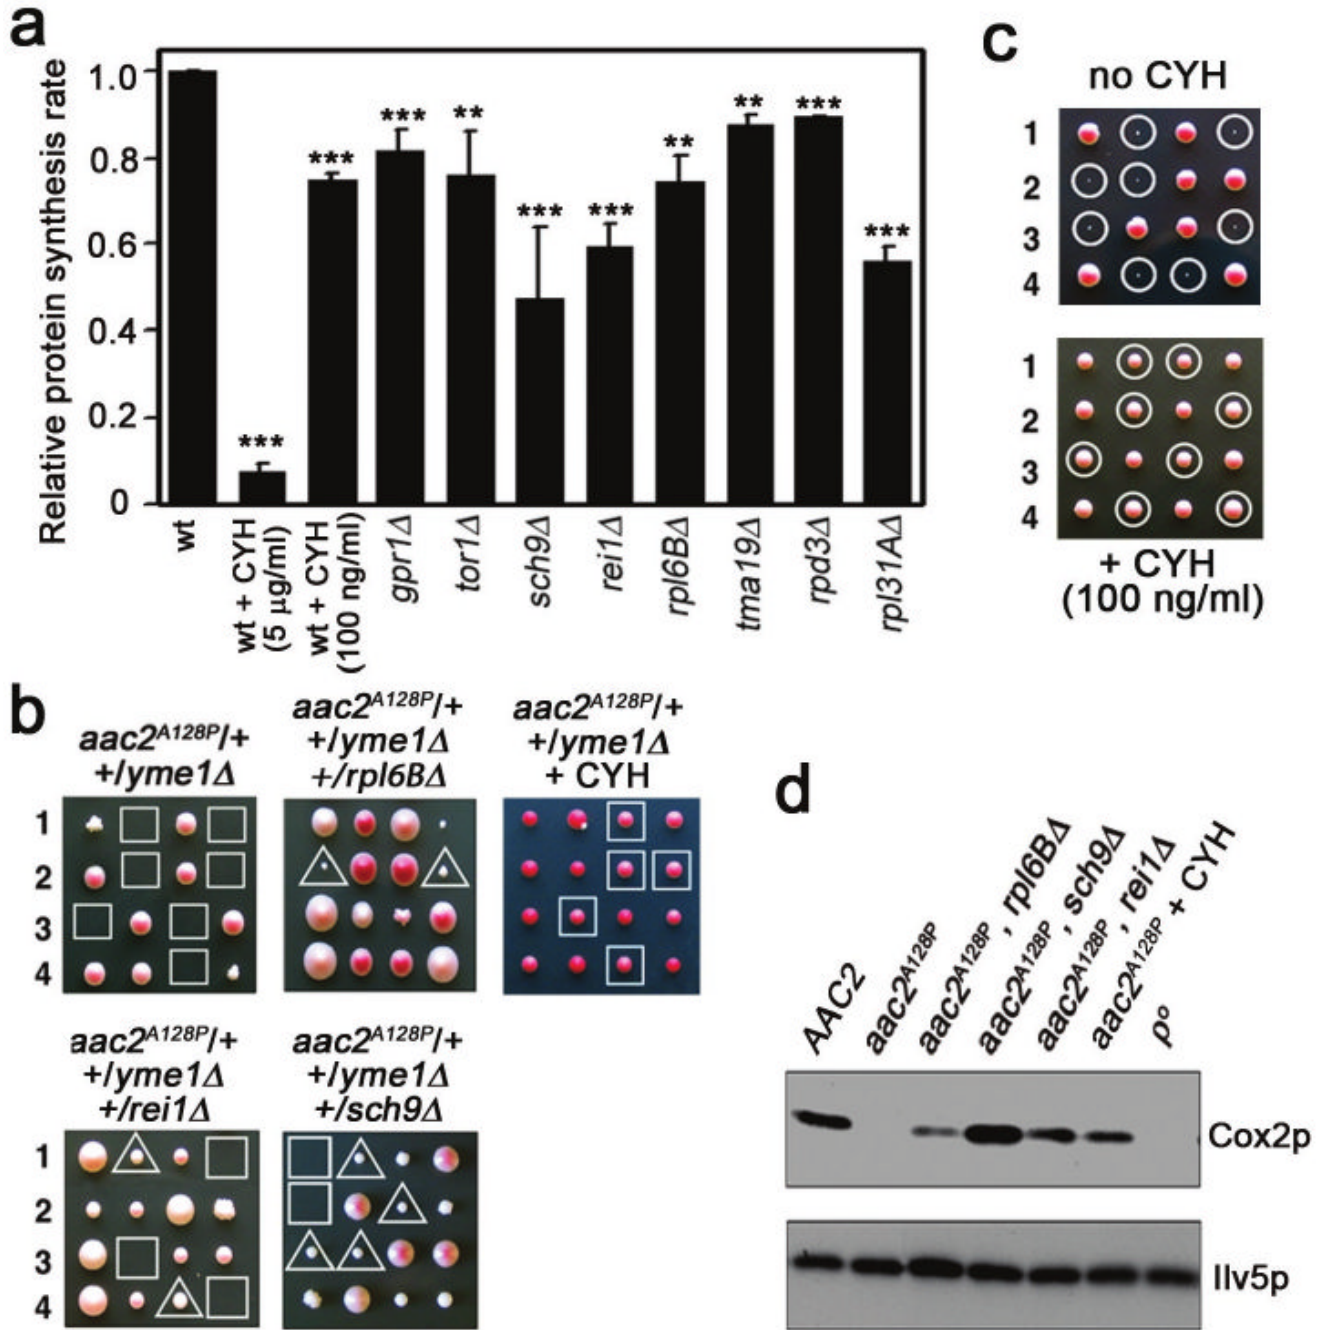 a
Relative protein synthesis rate
1.0
0.8
0.6
0.4
0.2
0
***
***
***
**
***
***
**
**
***
***
wt
wt + CYH
(5 µg/ml)
wt + CYH
(100 ng/ml)
gpr1Δ
tor1Δ
sch9Δ
rei1Δ
rpl6BΔ
tma19Δ
rpd3Δ
rpl31AΔ
c
no CYH
1
2
3
4
1
2
3
4
+ CYH
(100 ng/ml)
b
aac2A128P/+
+/yme1Δ
1
2
3
4
aac2A128P/+
+/yme1Δ
+/rpl6BΔ
aac2A128P/+
+/yme1Δ
+ CYH
aac2A128P/+
+/yme1Δ
+/rei1Δ
1
2
3
4
aac2A128P/+
+/yme1Δ
+/sch9Δ
d
AAC2
aac2A128P
aac2A128P, rpl6BΔ
aac2A128P, sch9Δ
aac2A128P, rei1Δ
aac2A128P + CYH
ρo
Cox2p
Ilv5p